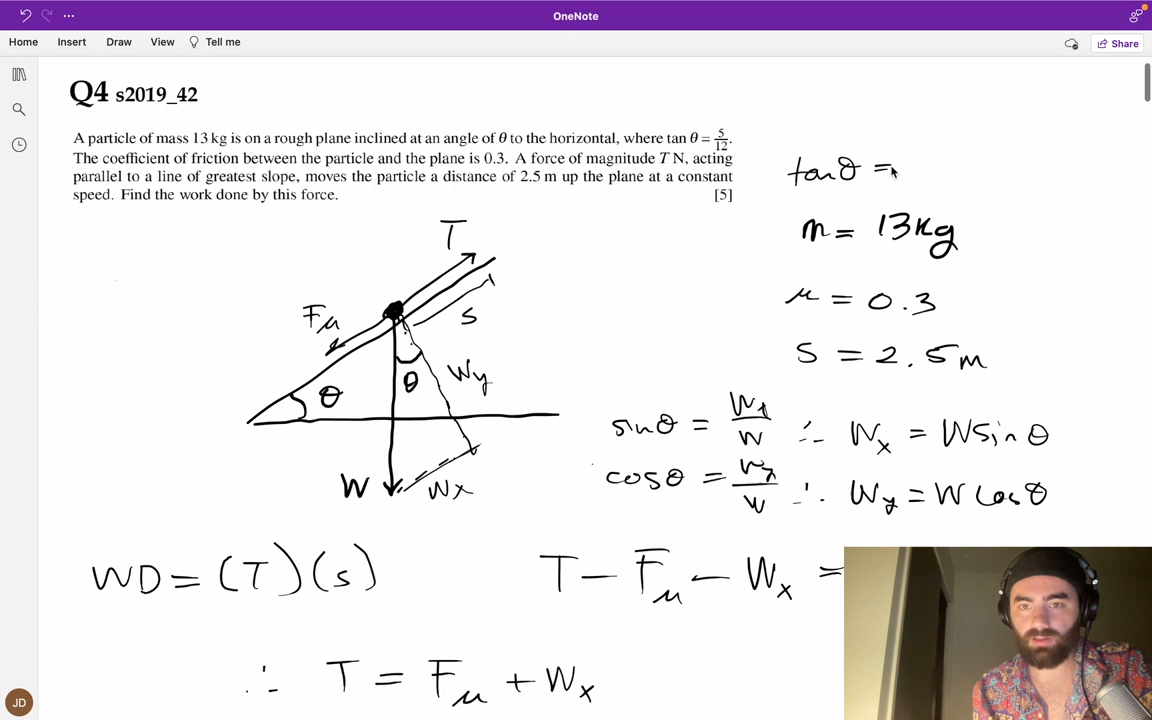 OneNote
Home Insert Draw View Tell me Share
Q4 s2019_42
A particle of mass 13 kg is on a rough plane inclined at an angle of θ to the horizontal, where tan θ = 5/12.
The coefficient of friction between the particle and the plane is 0.3. A force of magnitude T N, acting
parallel to a line of greatest slope, moves the particle a distance of 2.5 m up the plane at a constant
speed. Find the work done by this force. [5]
tanθ =
m = 13kg
μ = 0.3
s = 2.5m
T
Fμ
s
θ
θ
Wy
W
Wx
sinθ = Wx/W ∴ Wx = Wsinθ
cosθ = Wy/W ∴ Wy = Wcosθ
WD = (T)(s)
T - Fμ - Wx =
∴ T = Fμ + Wx
JD